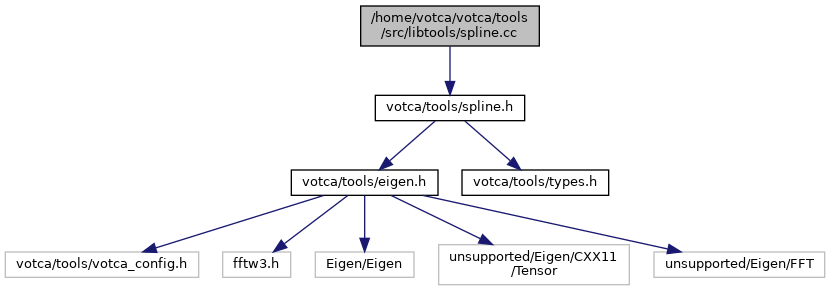 /home/votca/votca/tools
/src/libtools/spline.cc
votca/tools/spline.h
votca/tools/eigen.h
votca/tools/types.h
votca/tools/votca_config.h
fftw3.h
Eigen/Eigen
unsupported/Eigen/CXX11
/Tensor
unsupported/Eigen/FFT